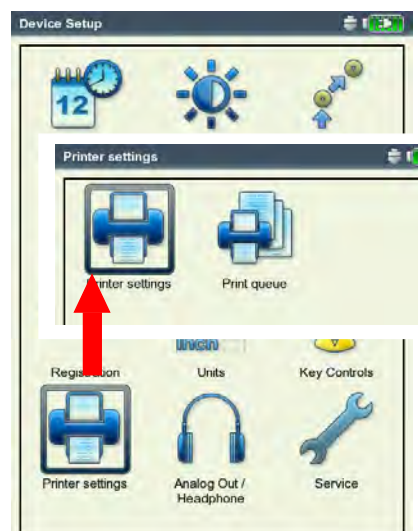 Device Setup
12
Printer settings
Printer settings
Print queue
Registration
Units
Key Controls
Printer settings
Analog Out /
Headphone
Service